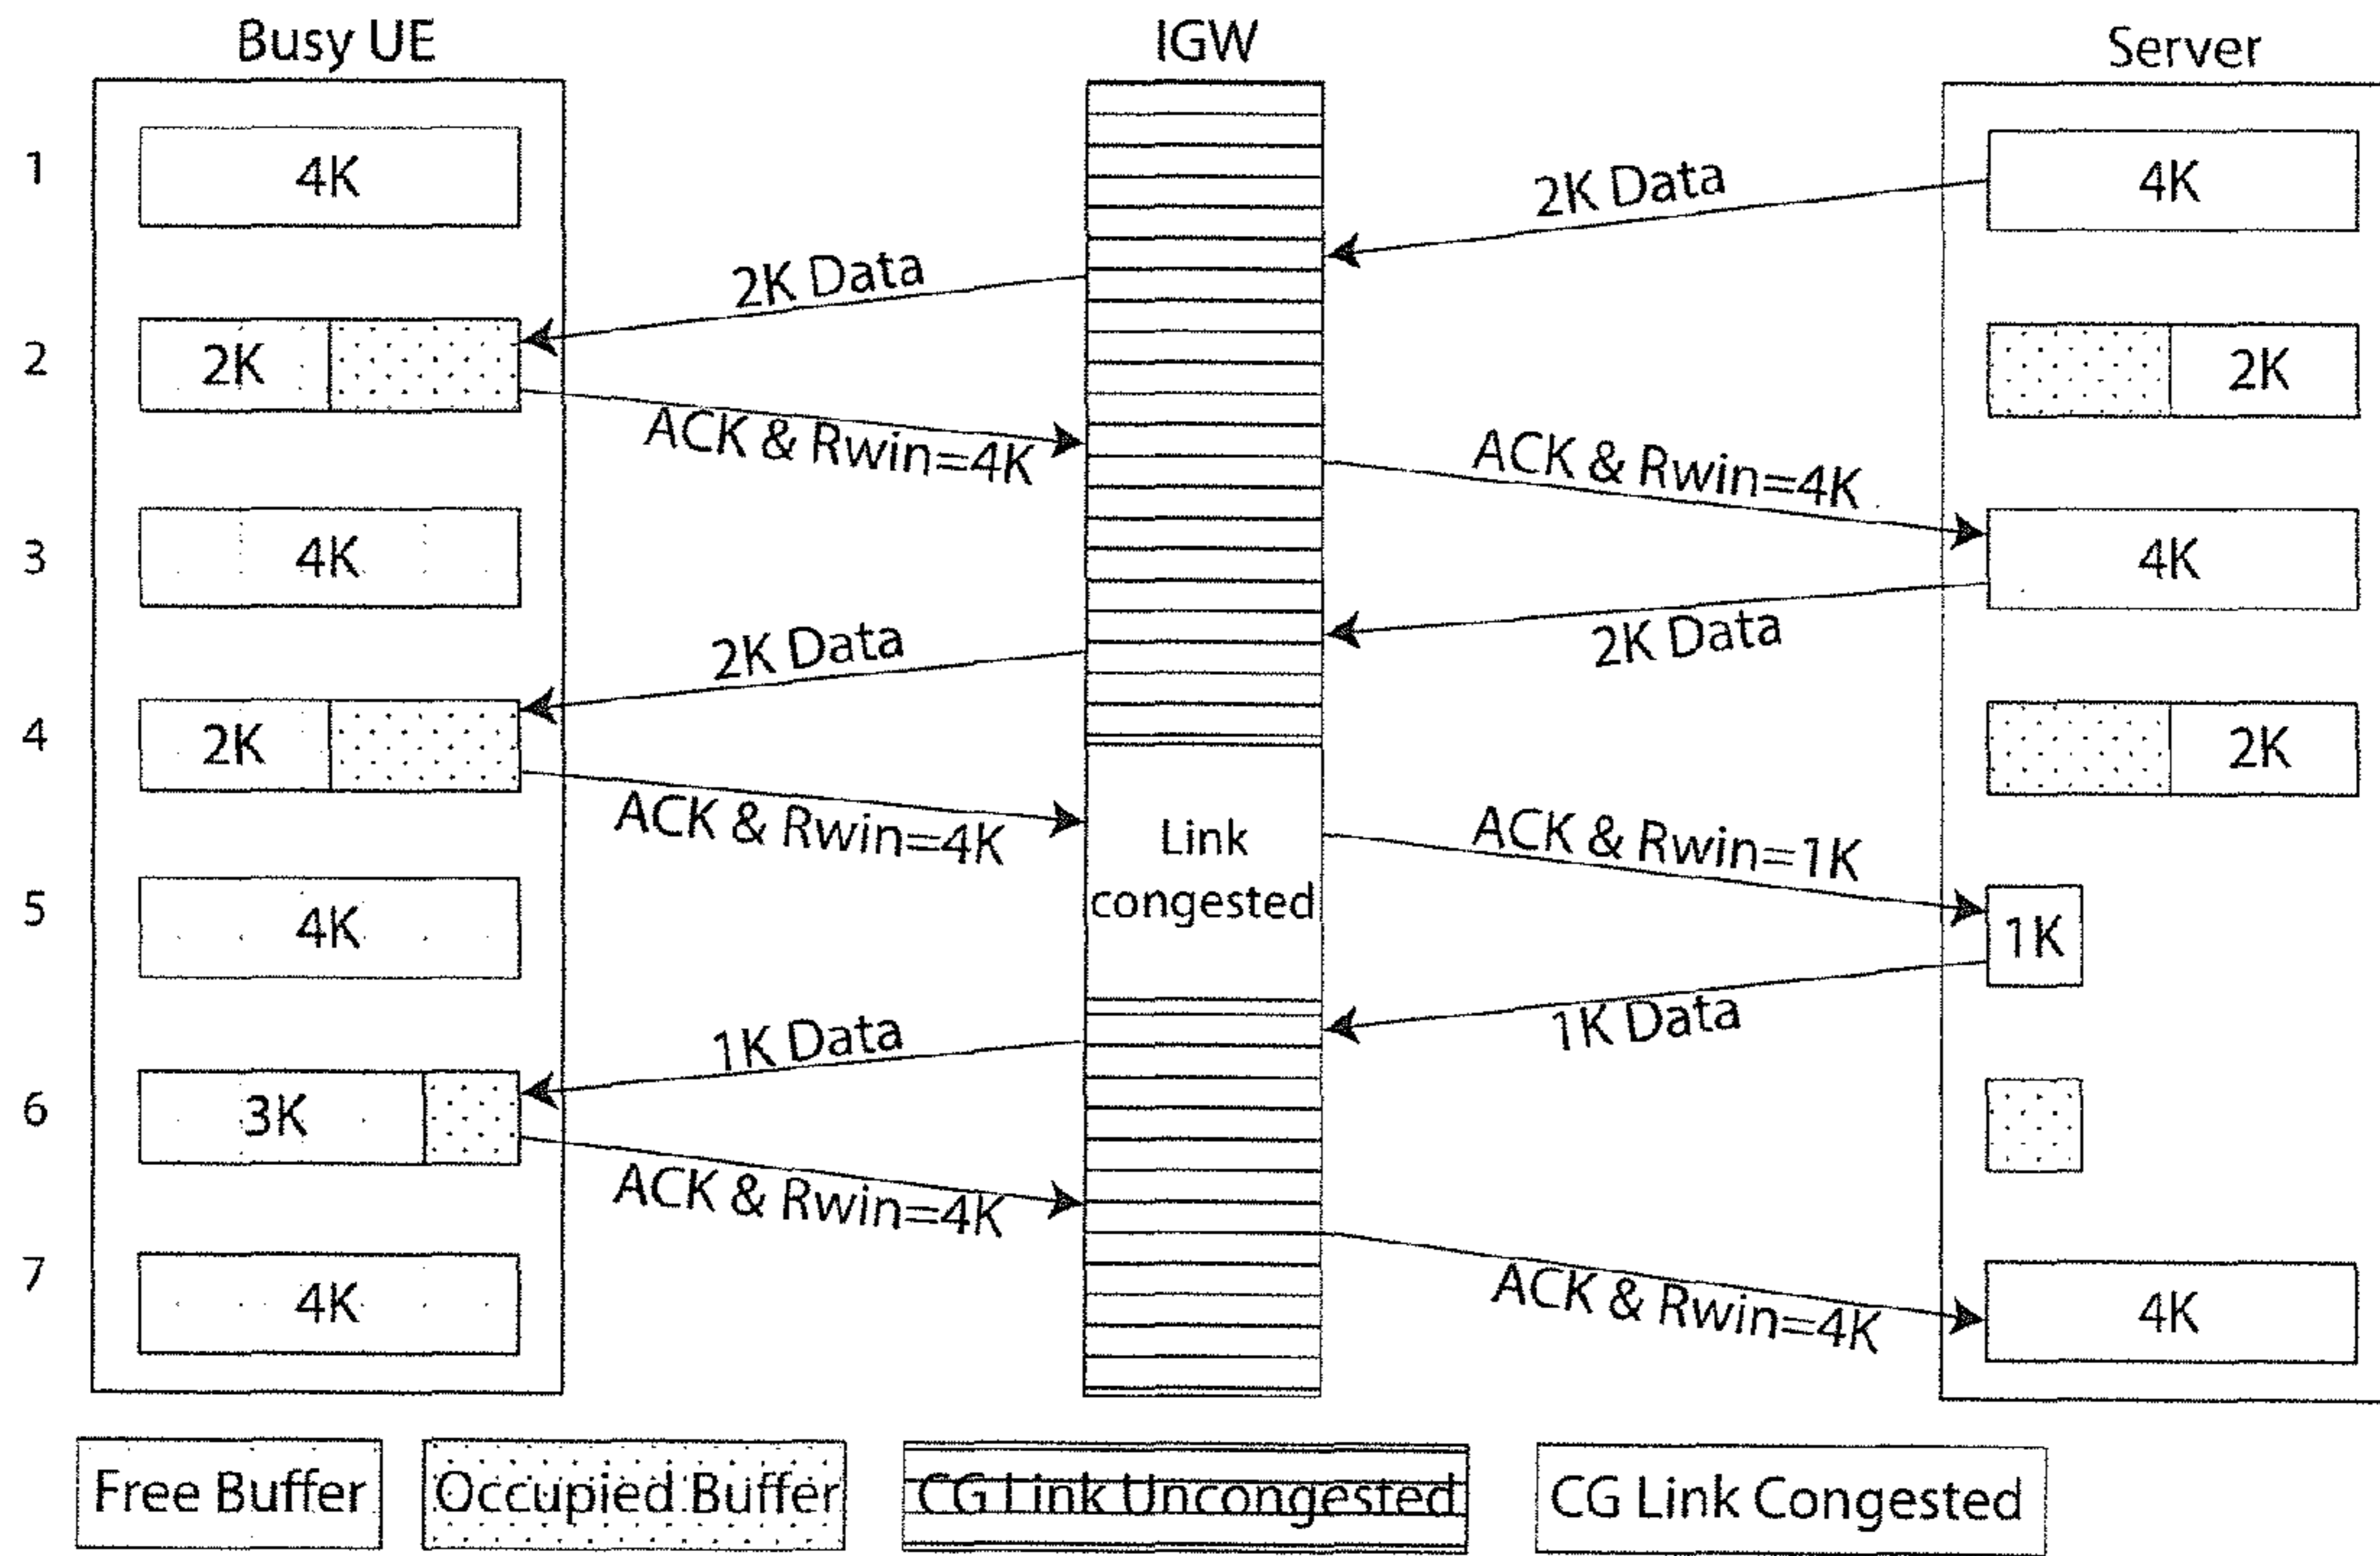 Busy UE
IGW
Server
1
4K
2K Data
4K
2K Data
2
2K
2K
ACK & Rwin=4K
ACK & Rwin=4K
3
4K
4K
2K Data
2K Data
4
2K
2K
ACK & Rwin=4K
Link
congested
ACK & Rwin=1K
5
4K
1K
1K Data
1K Data
6
3K
ACK & Rwin=4K
ACK & Rwin=4K
7
4K
4K
Free Buffer
Occupied Buffer
CG Link Uncongested
CG Link Congested